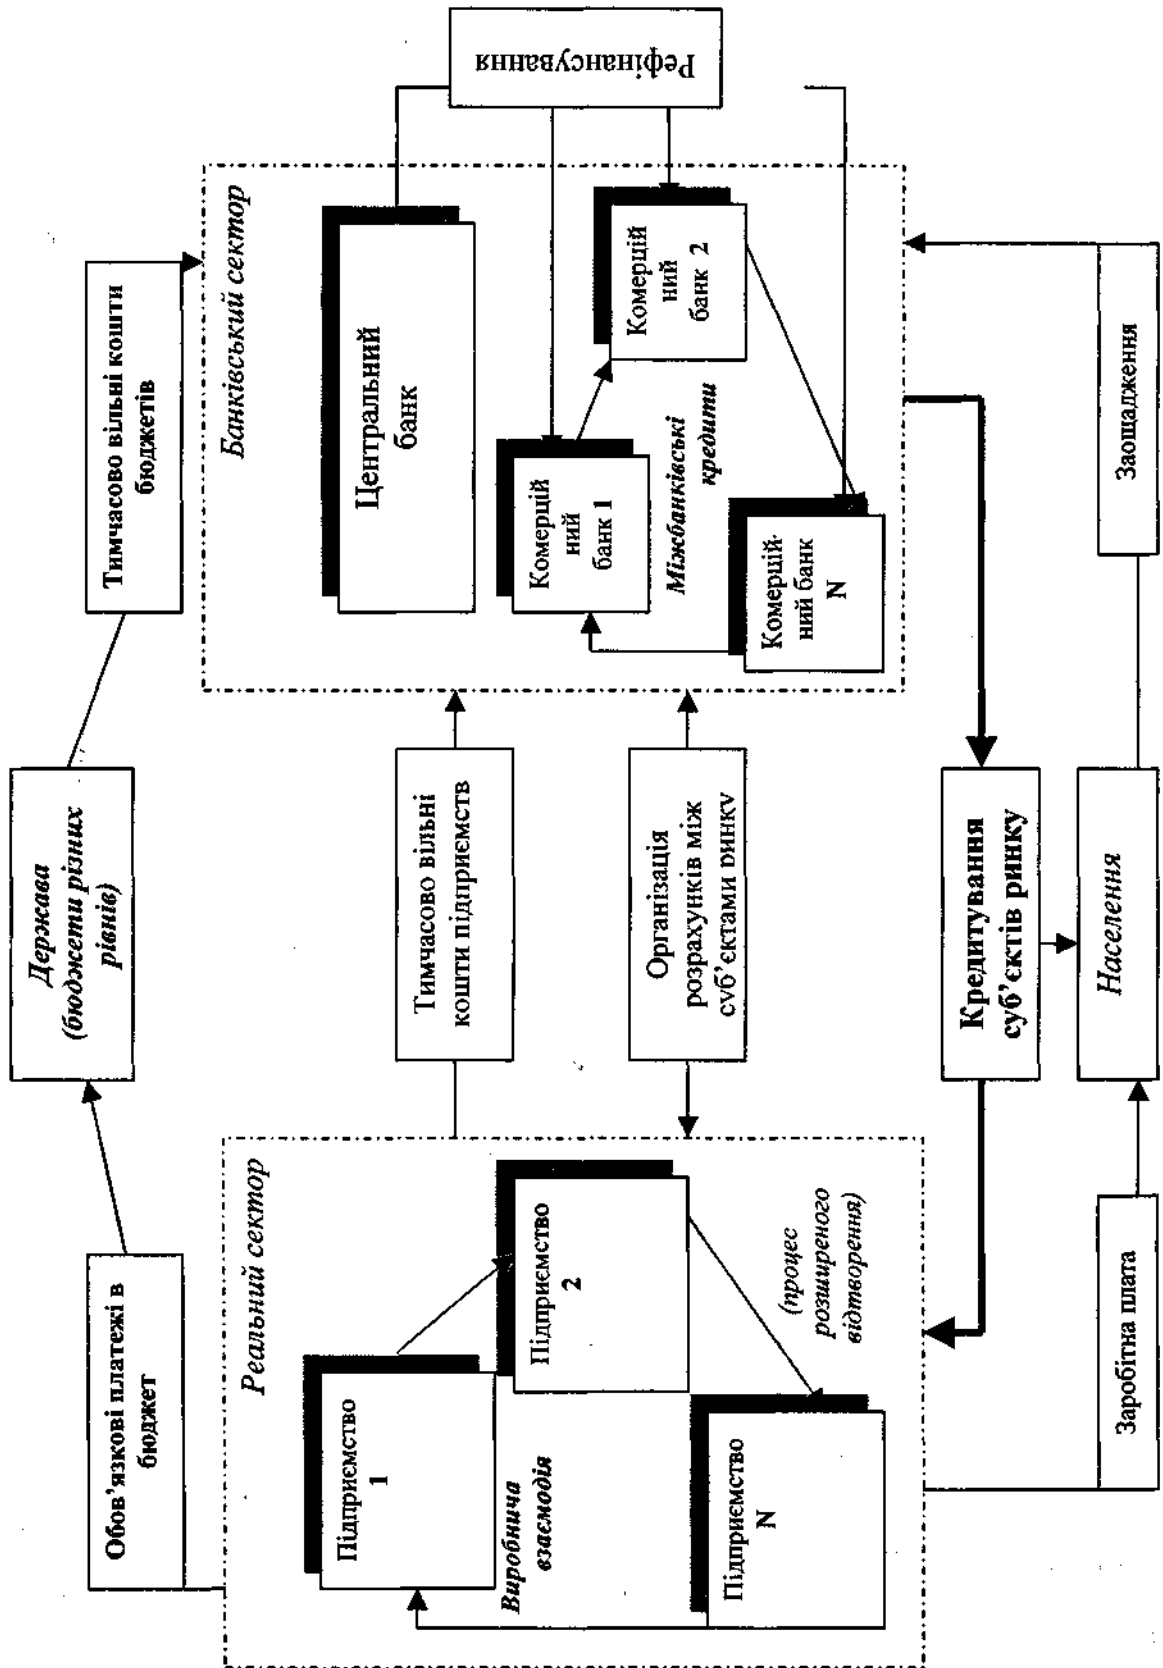 Обов’язкові платежі в
бюджет
Держава
(бюджети різних
рівнів)
Тимчасово вільні кошти
бюджетів
Реальний сектор
Підприємство
1
Виробнича
взаємодія
Підприємство
2
Підприємство
N
(процес
розширеного
відтворення)
Тимчасово вільні
кошти підприємств
Організація
розрахунків між
суб’єктами ринку
Банківський сектор
Центральний
банк
Комерцій
ний
банк 1
Міжбанківські
кредити
Комерцій
ний
банк 2
Комерцій-
ний банк
N
Рефінансування
Кредитування
суб’єктів ринку
Заробітна плата
Населення
Заощадження